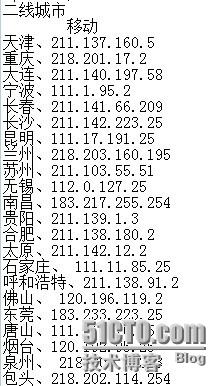 二线城市
移动
天津、211.137.160.5
重庆、218.201.17.2
大连、211.140.197.58
宁波、111.1.95.2
长春、211.141.66.209
长沙、211.142.223.25
昆明、111.17.191.25
兰州、218.203.160.195
苏州、211.103.55.51
无锡、112.0.127.25
南昌、183.217.255.254
贵阳、211.139.1.3
合肥、211.138.180.2
太原、211.142.12.2
石家庄、 111.11.85.25
呼和浩特、211.138.91.2
佛山、 120.196.119.2
东莞、183.233.223.25
唐山、111.
烟台、
泉州、
包头、218.202.114.254
51CTO.com
技术博客 Blog